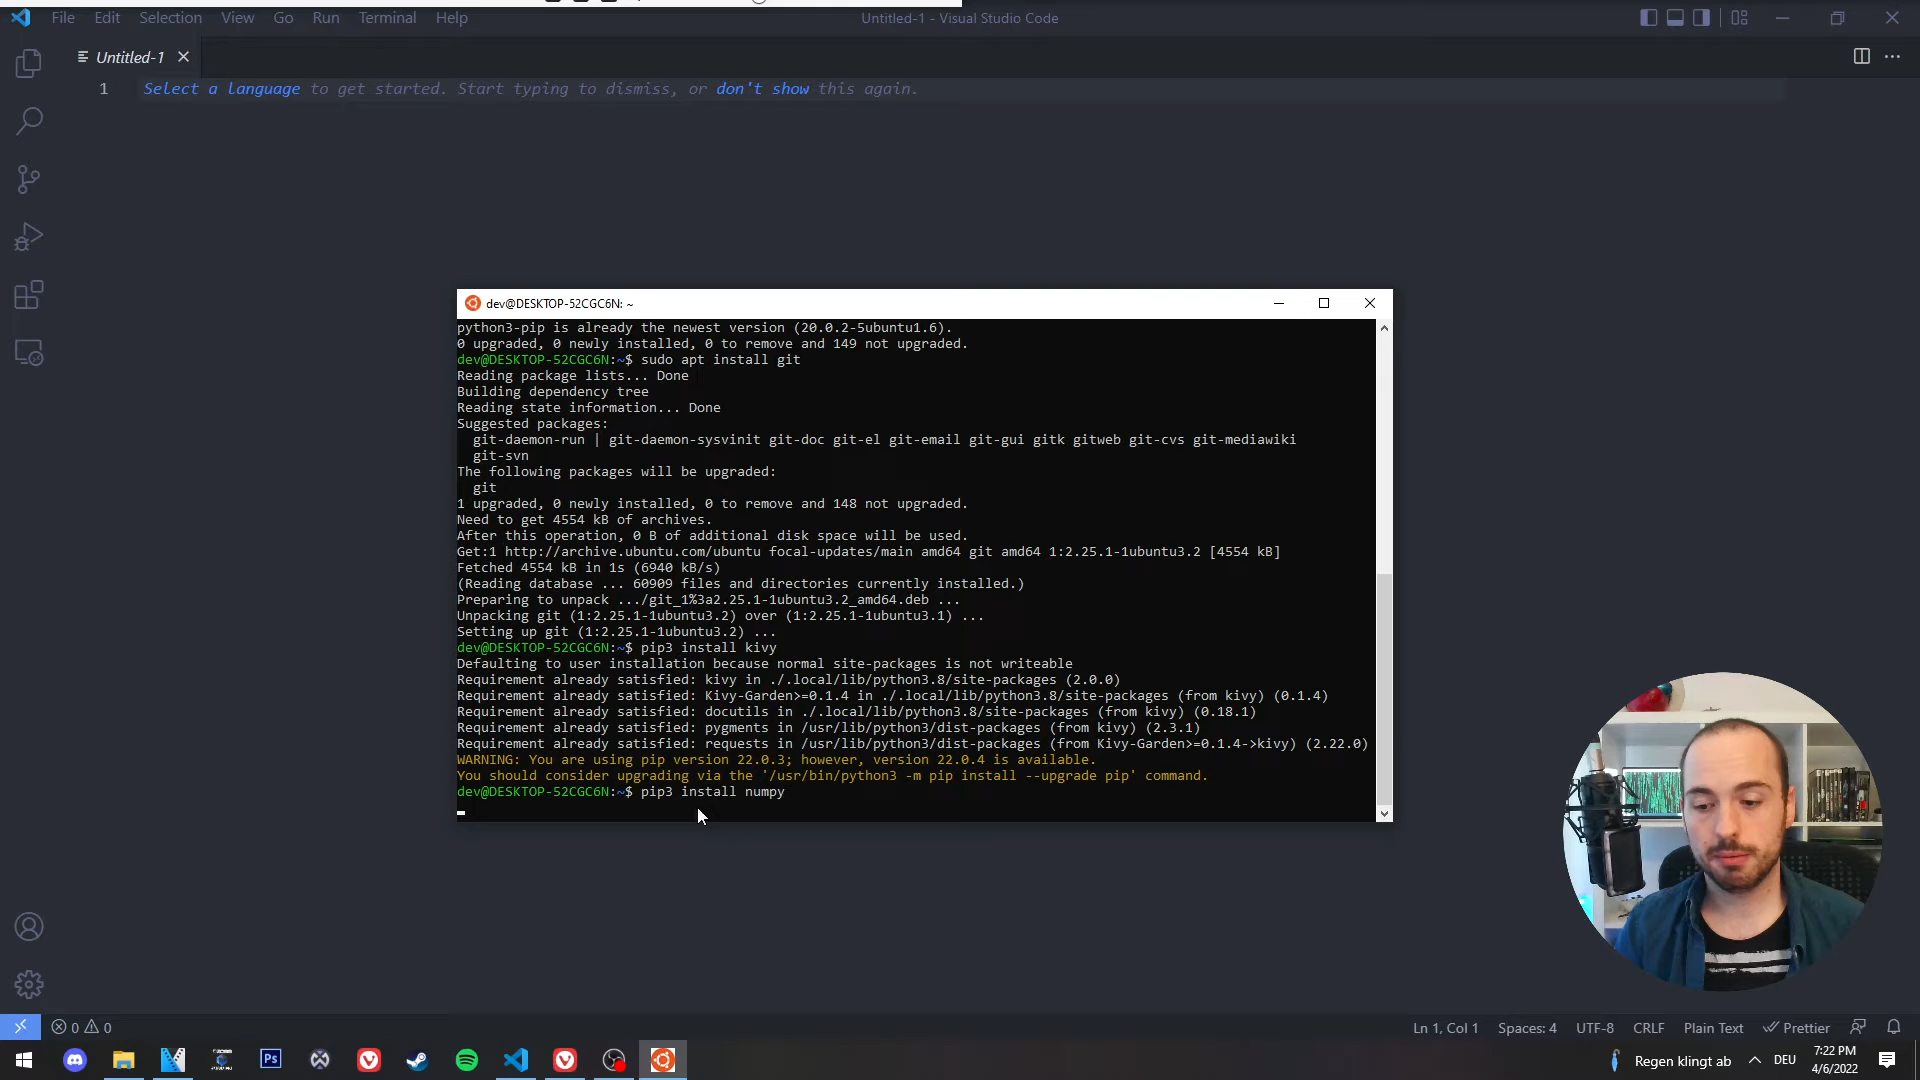 File Edit Selection View Go Run Terminal Help
Untitled-1 - Visual Studio Code
Untitled-1
1 Select a language to get started. Start typing to dismiss, or don't show this again.
dev@DESKTOP-52CGC6N: ~
python3-pip is already the newest version (20.0.2-5ubuntu1.6).
0 upgraded, 0 newly installed, 0 to remove and 149 not upgraded.
dev@DESKTOP-52CGC6N:~$ sudo apt install git
Reading package lists... Done
Building dependency tree
Reading state information... Done
Suggested packages:
git-daemon-run | git-daemon-sysvinit git-doc git-el git-email git-gui gitk gitweb git-cvs git-mediawiki
git-svn
The following packages will be upgraded:
git
1 upgraded, 0 newly installed, 0 to remove and 148 not upgraded.
Need to get 4554 kB of archives.
After this operation, 0 B of additional disk space will be used.
Get:1 http://archive.ubuntu.com/ubuntu focal-updates/main amd64 git amd64 1:2.25.1-1ubuntu3.2 [4554 kB]
Fetched 4554 kB in 1s (6940 kB/s)
(Reading database ... 60909 files and directories currently installed.)
Preparing to unpack .../git_1%3a2.25.1-1ubuntu3.2_amd64.deb ...
Unpacking git (1:2.25.1-1ubuntu3.2) over (1:2.25.1-1ubuntu3.1) ...
Setting up git (1:2.25.1-1ubuntu3.2) ...
dev@DESKTOP-52CGC6N:~$ pip3 install kivy
Defaulting to user installation because normal site-packages is not writeable
Requirement already satisfied: kivy in ./.local/lib/python3.8/site-packages (2.0.0)
Requirement already satisfied: Kivy-Garden>=0.1.4 in ./.local/lib/python3.8/site-packages (from kivy) (0.1.4)
Requirement already satisfied: docutils in ./.local/lib/python3.8/site-packages (from kivy) (0.18.1)
Requirement already satisfied: pygments in /usr/lib/python3/dist-packages (from kivy) (2.3.1)
Requirement already satisfied: requests in /usr/lib/python3/dist-packages (from Kivy-Garden>=0.1.4->kivy) (2.22.0)
WARNING: You are using pip version 22.0.3; however, version 22.0.4 is available.
You should consider upgrading via the '/usr/bin/python3 -m pip install --upgrade pip' command.
dev@DESKTOP-52CGC6N:~$ pip3 install numpy
0 0
Ln 1, Col 1 Spaces: 4 UTF-8 CRLF Plain Text Prettier
Ps
Regen klingt ab
DEU
7:22 PM
4/6/2022